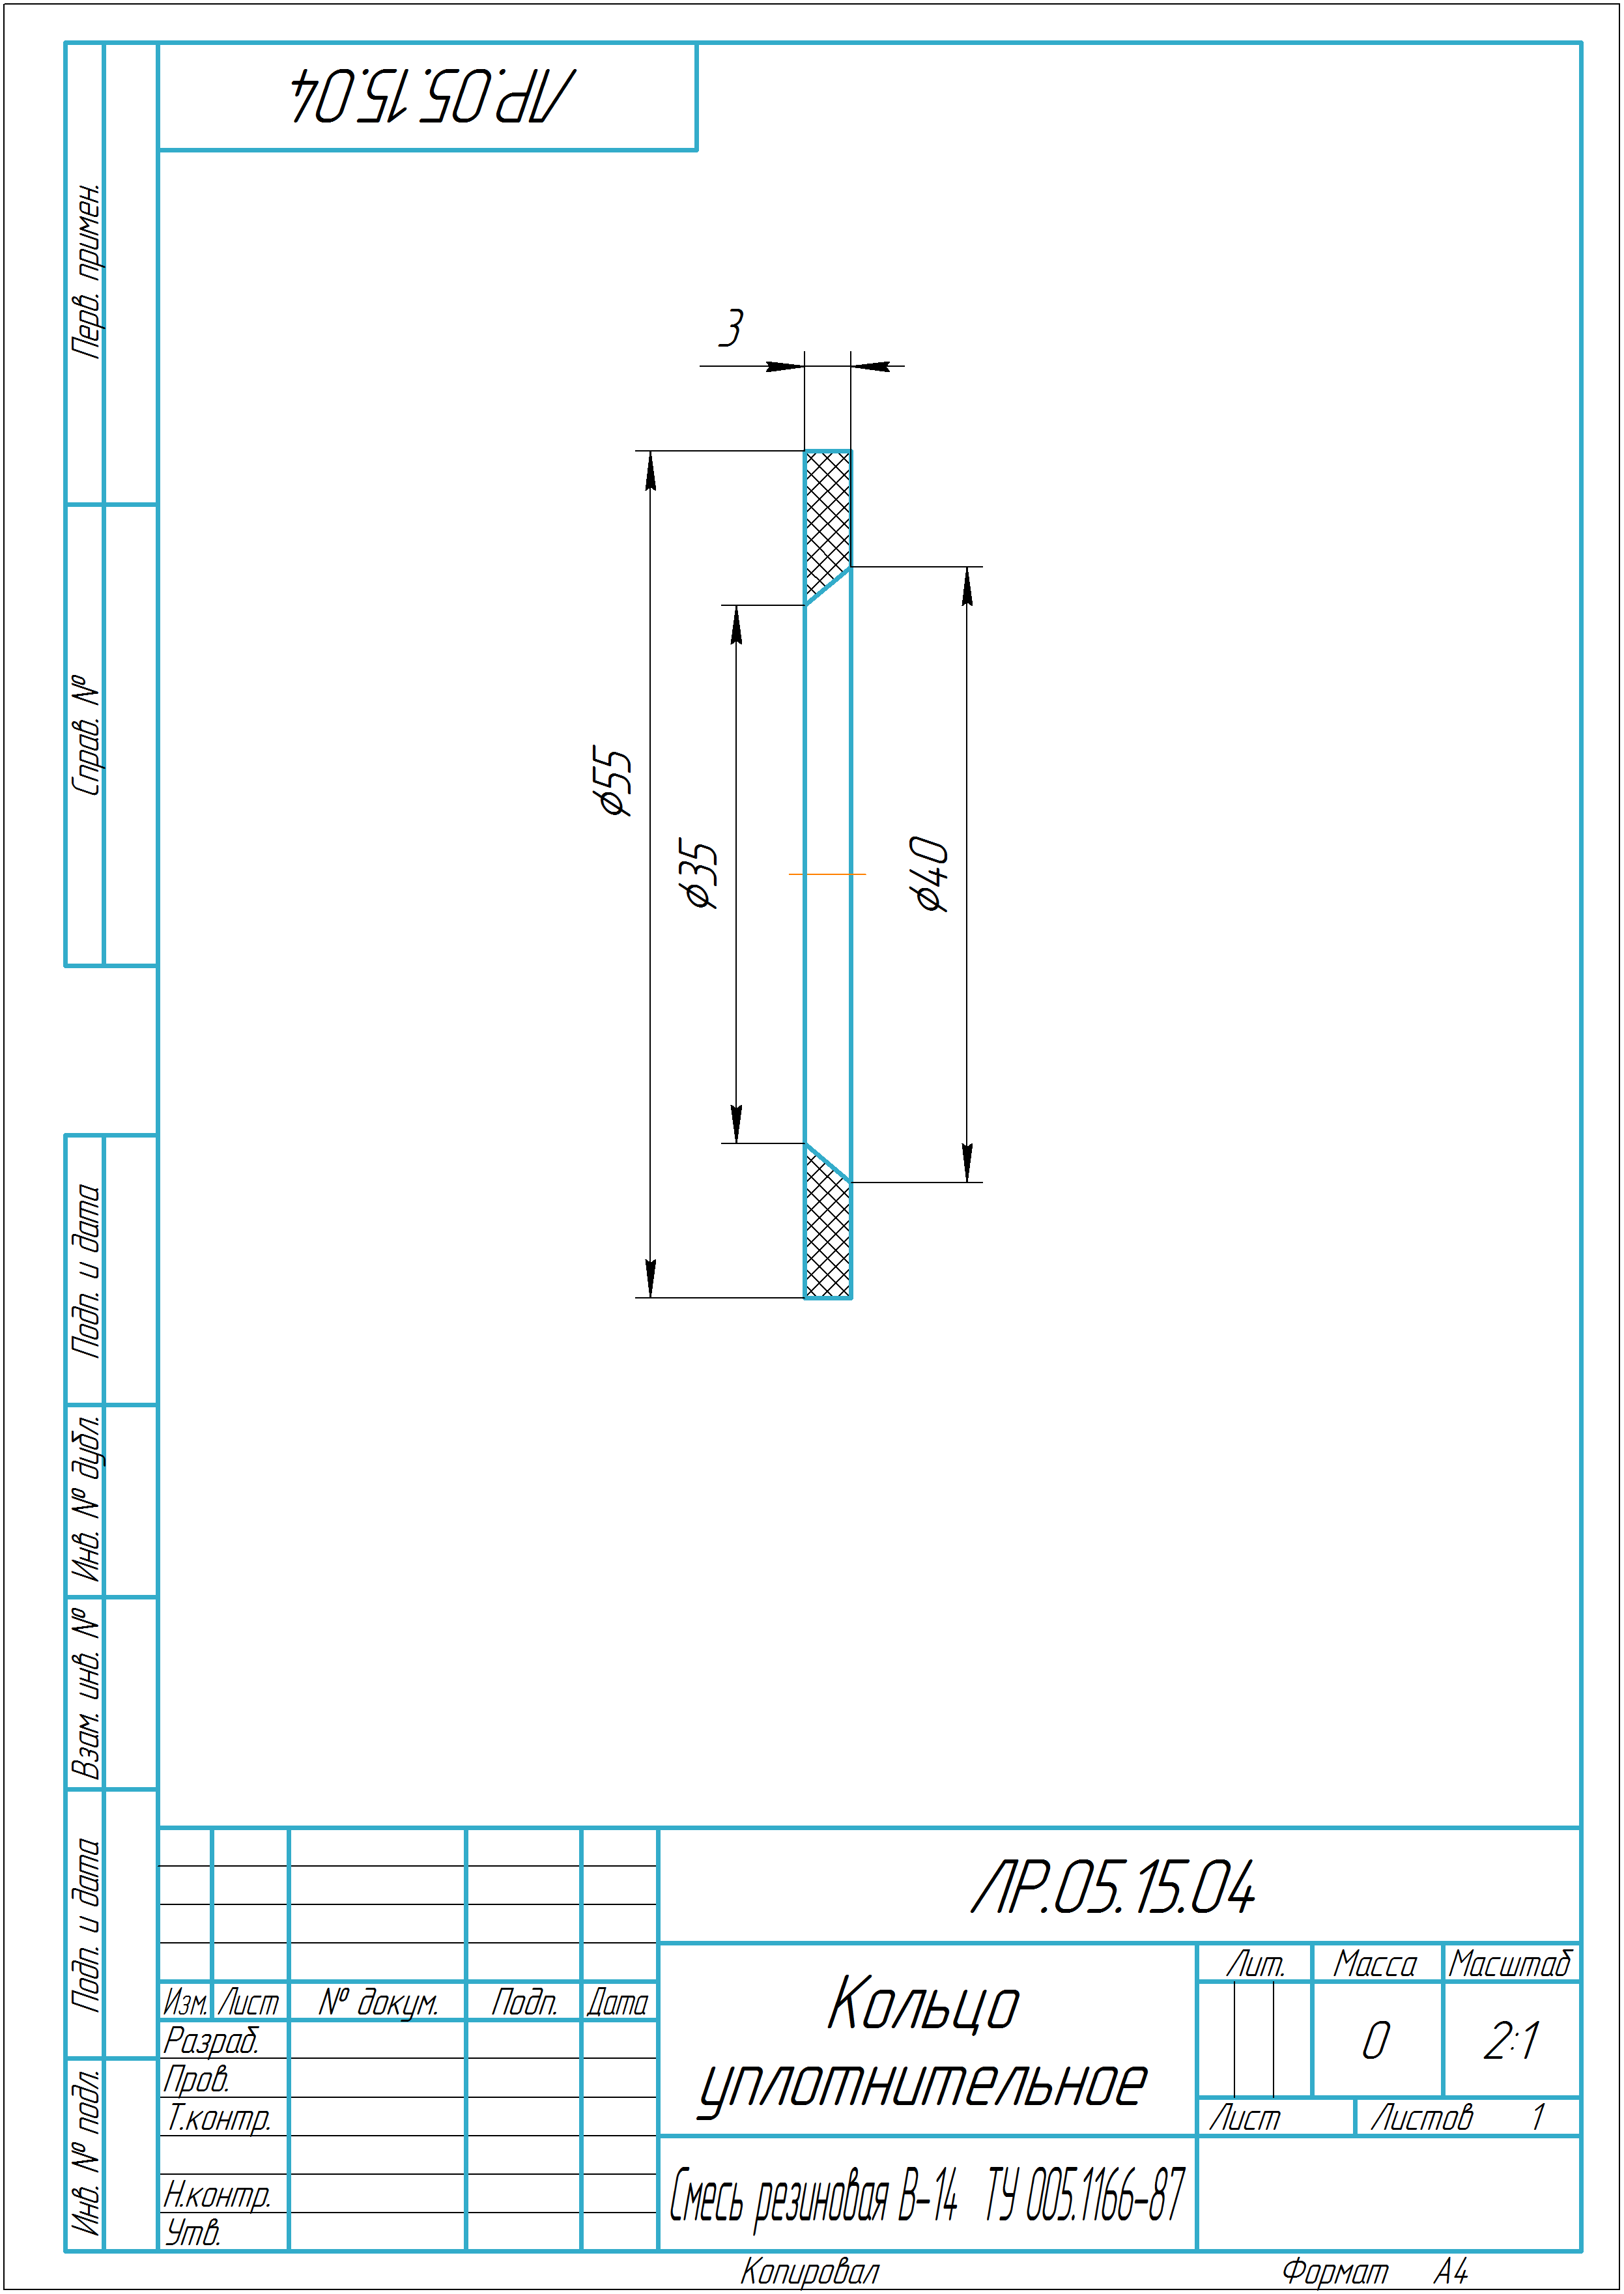 ЛР.05.15.04
Перв. примен.
Справ. №
Подп. и дата
Инв. № дубл.
Взам. инв. №
Подп. и дата
Инв. № подл.
3
ϕ55
ϕ35
ϕ40
ЛР.05.15.04
Лит. Масса Масштаб
Изм. Лист № докум. Подп. Дата
Кольцо
уплотнительное
0 2:1
Разраб.
Пров.
Т.контр.
Лист Листов 1
Н.контр.
Утв.
Смесь резиновая В-14 ТУ 005.1166-87
Копировал Формат А4